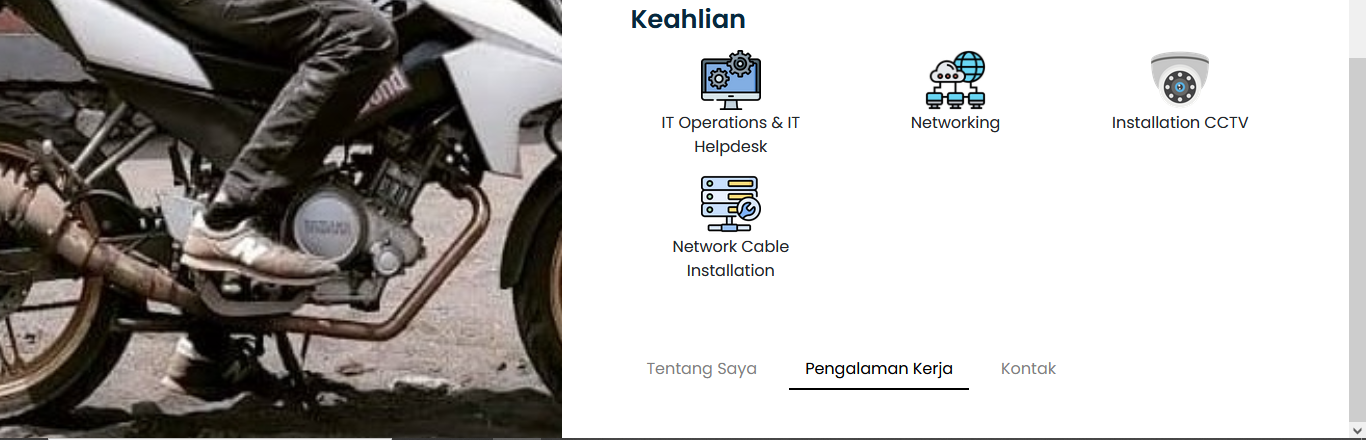 Keahlian
IT Operations & IT
Helpdesk
Networking
Installation CCTV
Network Cable
Installation
Tentang Saya
Pengalaman Kerja
Kontak